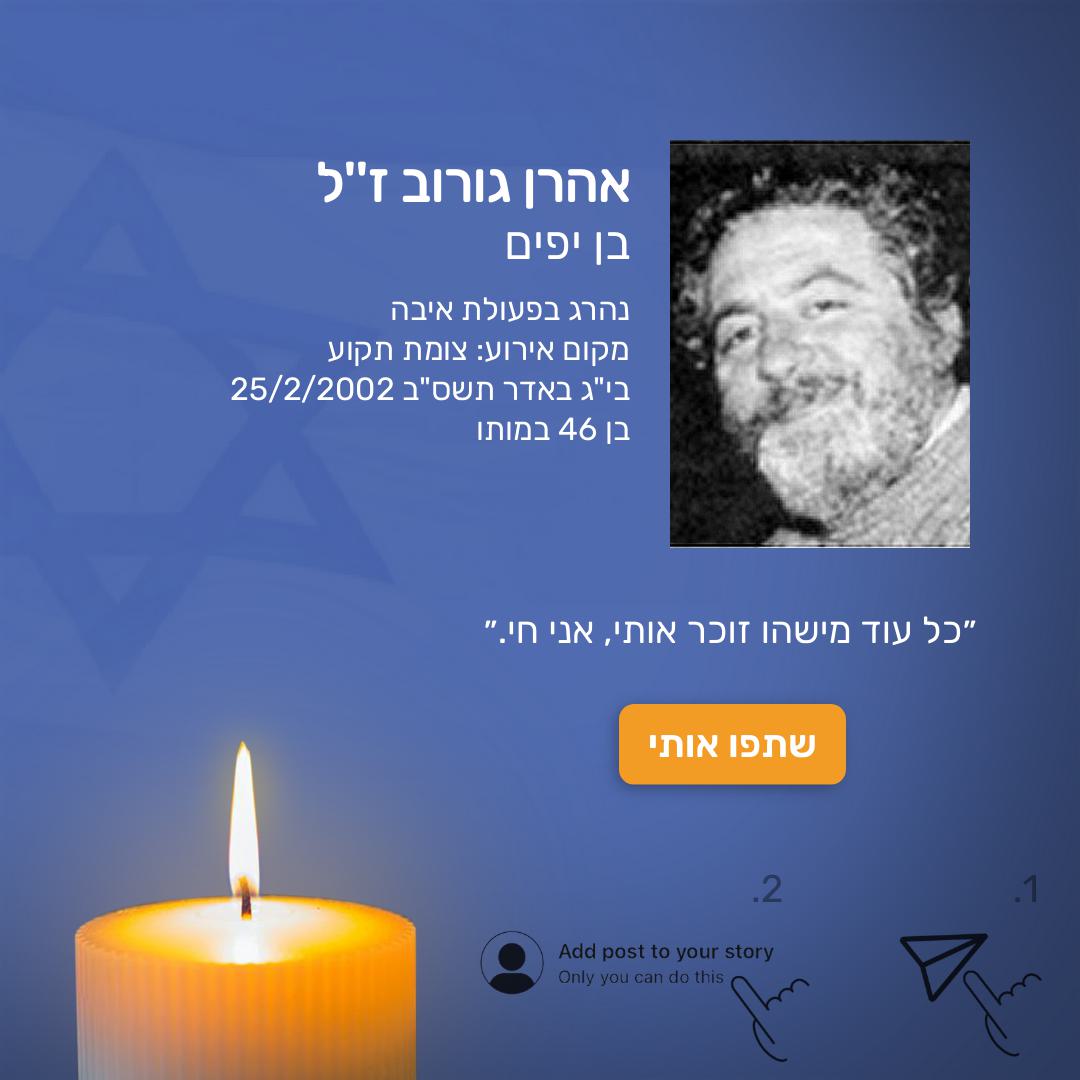 אהרן גורוב ז"ל
בן יפים
נהרג בפעולת איבה
מקום אירוע: צומת תקוע
בי"ג באדר תשס"ב 25/2/2002
בן 46 במותו
״כל עוד מישהו זוכר אותי, אני חי.״
שתפו אותי
1.
2.
Add post to your story
Only you can do this